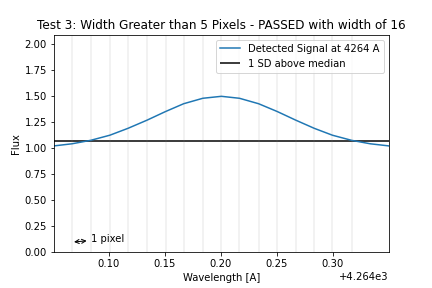 Test 3: Width Greater than 5 Pixels - PASSED with width of 16
Detected Signal at 4264 A
1 SD above median
2.00
1.75
1.50
1.25
1.00
0.75
0.50
0.25
0.00
Flux
1 pixel
0.10 0.15 0.20 0.25 0.30
Wavelength [A]
+4.264e3